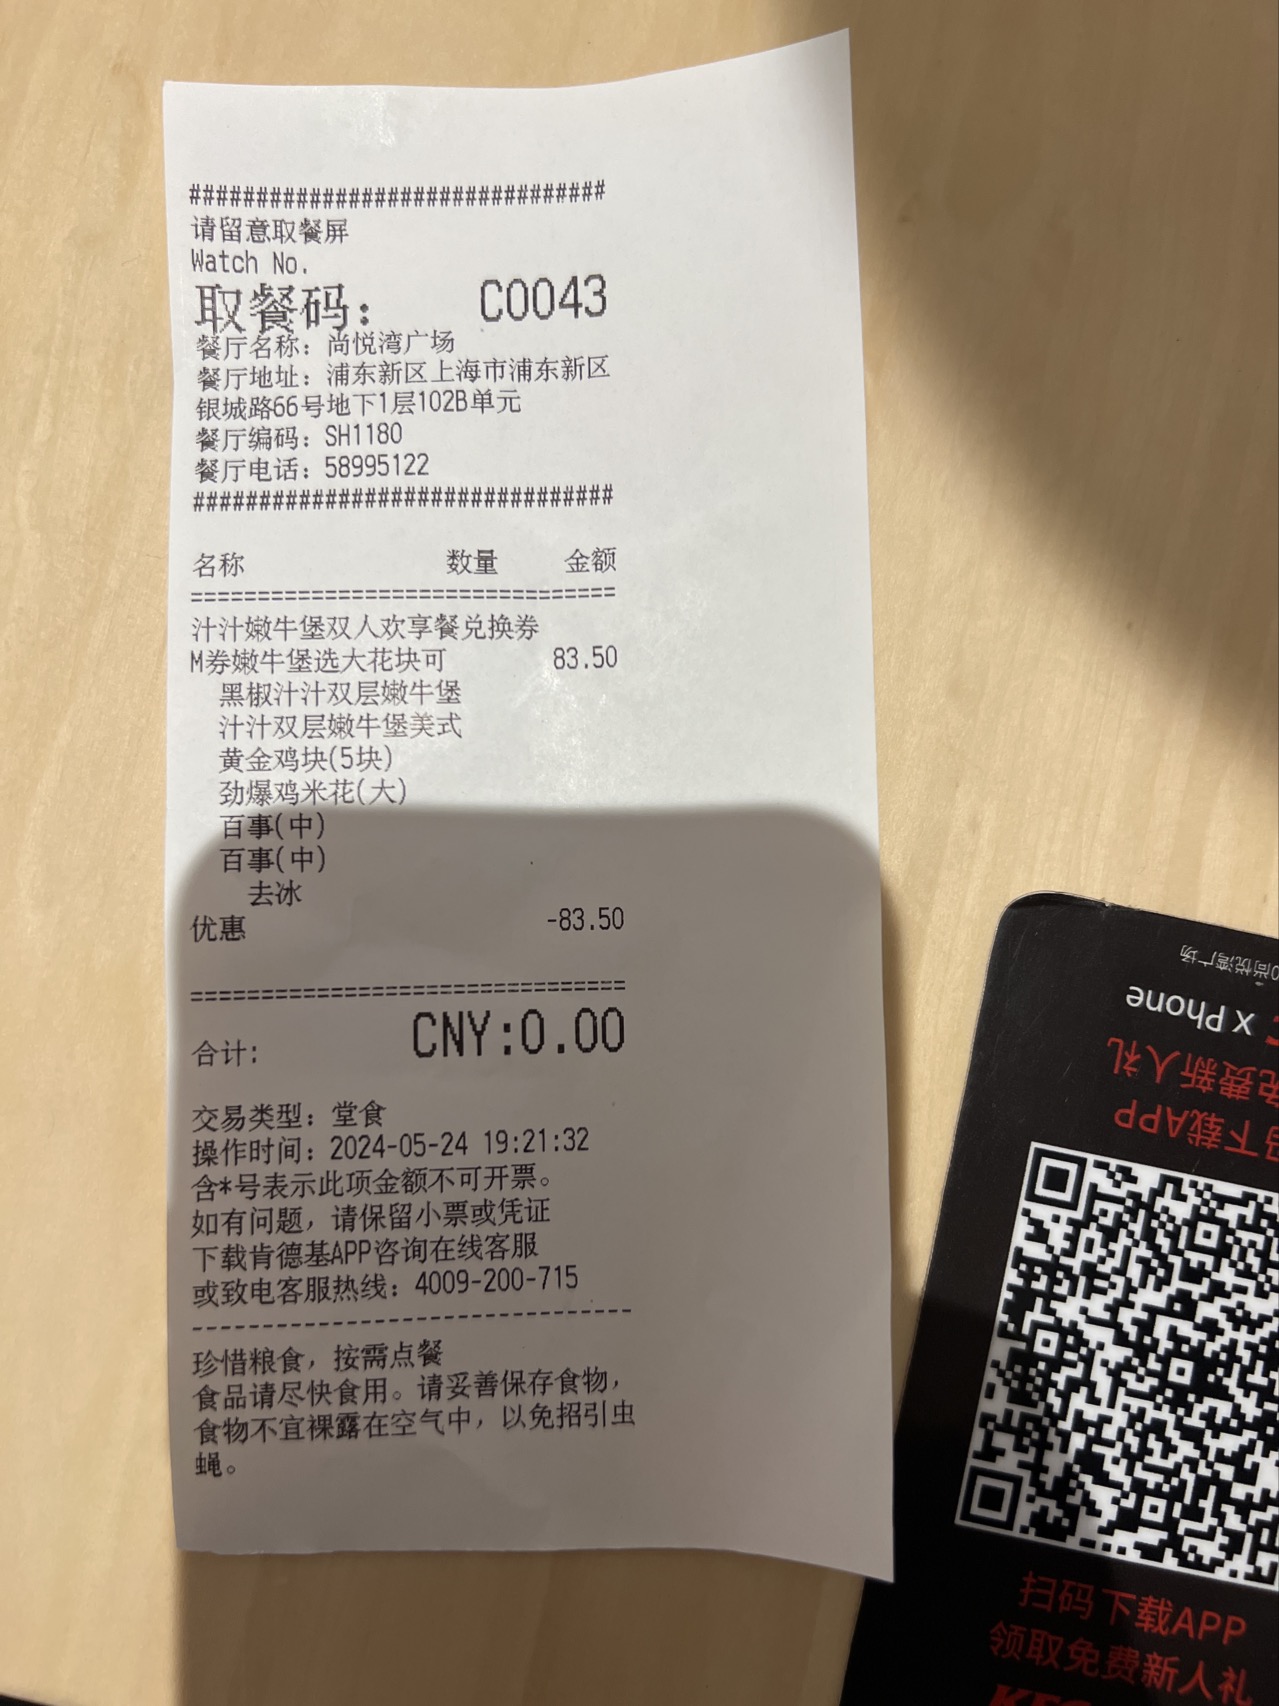 ################################
请留意取餐屏
Watch No.
取餐码： C0043
餐厅名称：尚悦湾广场
餐厅地址：浦东新区上海市浦东新区
银城路66号地下1层102B单元
餐厅编码：SH1180
餐厅电话：58995122
################################
名称 数量 金额
================================
汁汁嫩牛堡双人欢享餐兑换券
M券嫩牛堡选大花块可 83.50
黑椒汁汁双层嫩牛堡
汁汁双层嫩牛堡美式
黄金鸡块(5块)
劲爆鸡米花(大)
百事(中)
百事(中)
去冰
优惠 -83.50
================================
合计： CNY:0.00
交易类型：堂食
操作时间：2024-05-24 19:21:32
含*号表示此项金额不可开票。
如有问题，请保留小票或凭证
下载肯德基APP咨询在线客服
或致电客服热线：4009-200-715
--------------------------------
珍惜粮食，按需点餐
食品请尽快食用。请妥善保存食物，
食物不宜裸露在空气中，以免招引虫
蝇。
尚悦湾广场
x Phone
免费新人礼
下载APP
扫码下载APP
领取免费新人礼